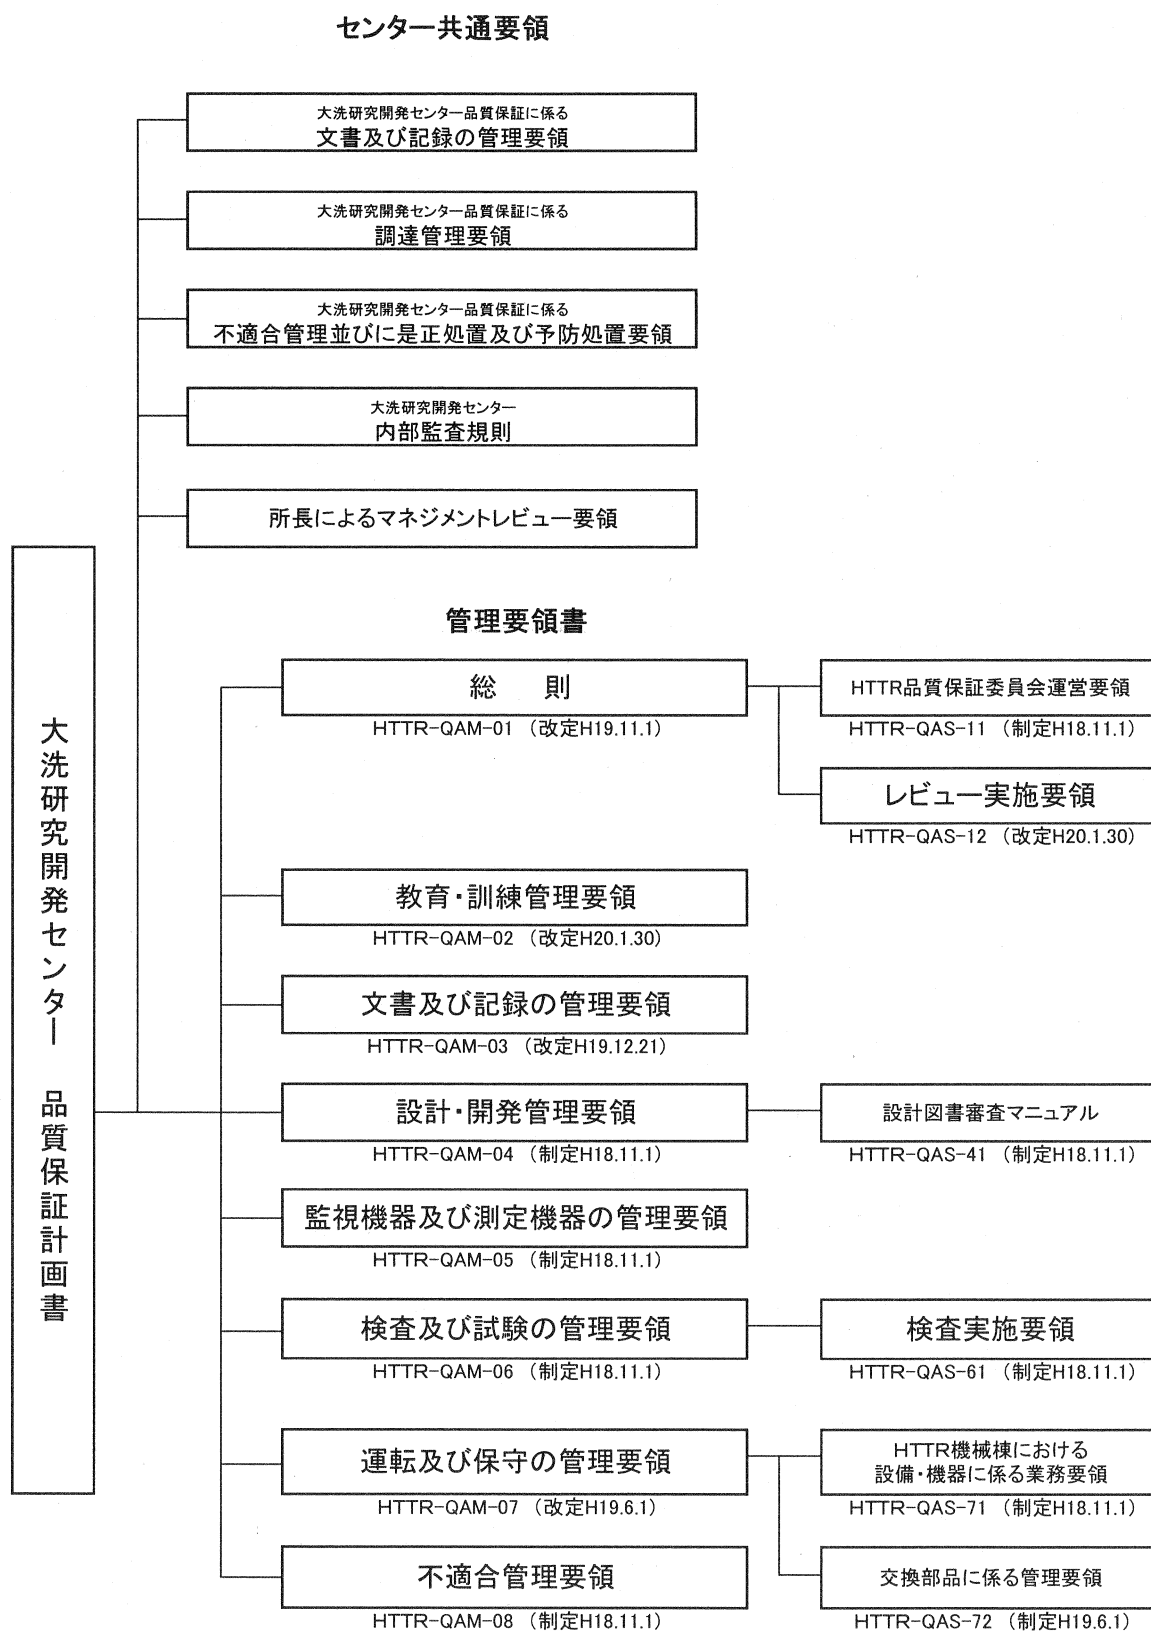 センター共通要領
大洗研究開発センター品質保証に係る
文書及び記録の管理要領
大洗研究開発センター品質保証に係る
調達管理要領
大洗研究開発センター品質保証に係る
不適合管理並びに是正処置及び予防処置要領
大洗研究開発センター
内部監査規則
所長によるマネジメントレビュー要領
大洗研究開発センター 品質保証計画書
管理要領書
総 則
HTTR-QAM-01 (改定H19.11.1)
HTTR品質保証委員会運営要領
HTTR-QAS-11 (制定H18.11.1)
レビュー実施要領
HTTR-QAS-12 (改定H20.1.30)
教育・訓練管理要領
HTTR-QAM-02 (改定H20.1.30)
文書及び記録の管理要領
HTTR-QAM-03 (改定H19.12.21)
設計・開発管理要領
HTTR-QAM-04 (制定H18.11.1)
設計図書審査マニュアル
HTTR-QAS-41 (制定H18.11.1)
監視機器及び測定機器の管理要領
HTTR-QAM-05 (制定H18.11.1)
検査及び試験の管理要領
HTTR-QAM-06 (制定H18.11.1)
検査実施要領
HTTR-QAS-61 (制定H18.11.1)
運転及び保守の管理要領
HTTR-QAM-07 (改定H19.6.1)
HTTR機械棟における
設備・機器に係る業務要領
HTTR-QAS-71 (制定H18.11.1)
不適合管理要領
HTTR-QAM-08 (制定H18.11.1)
交換部品に係る管理要領
HTTR-QAS-72 (制定H19.6.1)